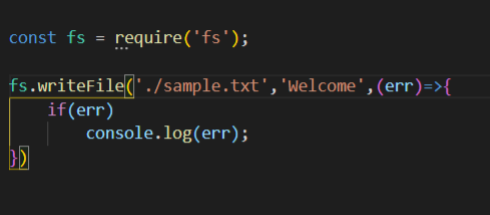 const fs = require('fs');
fs.writeFile('./sample.txt','Welcome',(err)=>{
if(err)
console.log(err);
})